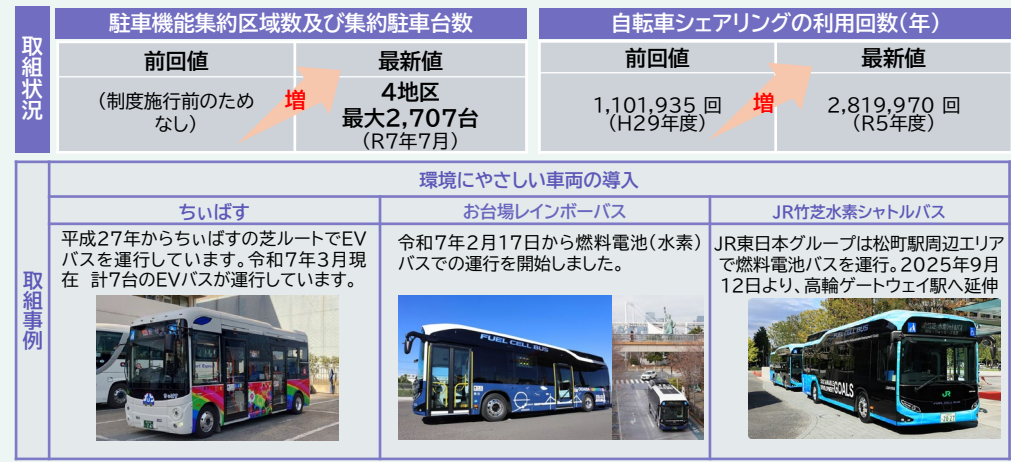 取組状況
駐車機能集約区域数及び集約駐車台数
前回値
最新値
(制度施行前のため
なし)
増
4地区
最大2,707台
(R7年7月)
自転車シェアリングの利用回数(年)
前回値
最新値
1,101,935 回
(H29年度)
増
2,819,970 回
(R5年度)
取組事例
環境にやさしい車両の導入
ちぃばす
平成27年からちぃばすの芝ルートでEV
バスを運行しています。令和7年3月現
在 計7台のEVバスが運行しています。
お台場レインボーバス
令和7年2月17日から燃料電池(水素)
バスでの運行を開始しました。
FUEL CELL BUS
JR竹芝水素シャトルバス
JR東日本グループは松町駅周辺エリア
で燃料電池バスを運行。2025年9月
12日より、高輪ゲートウェイ駅へ延伸
GOALS
JR